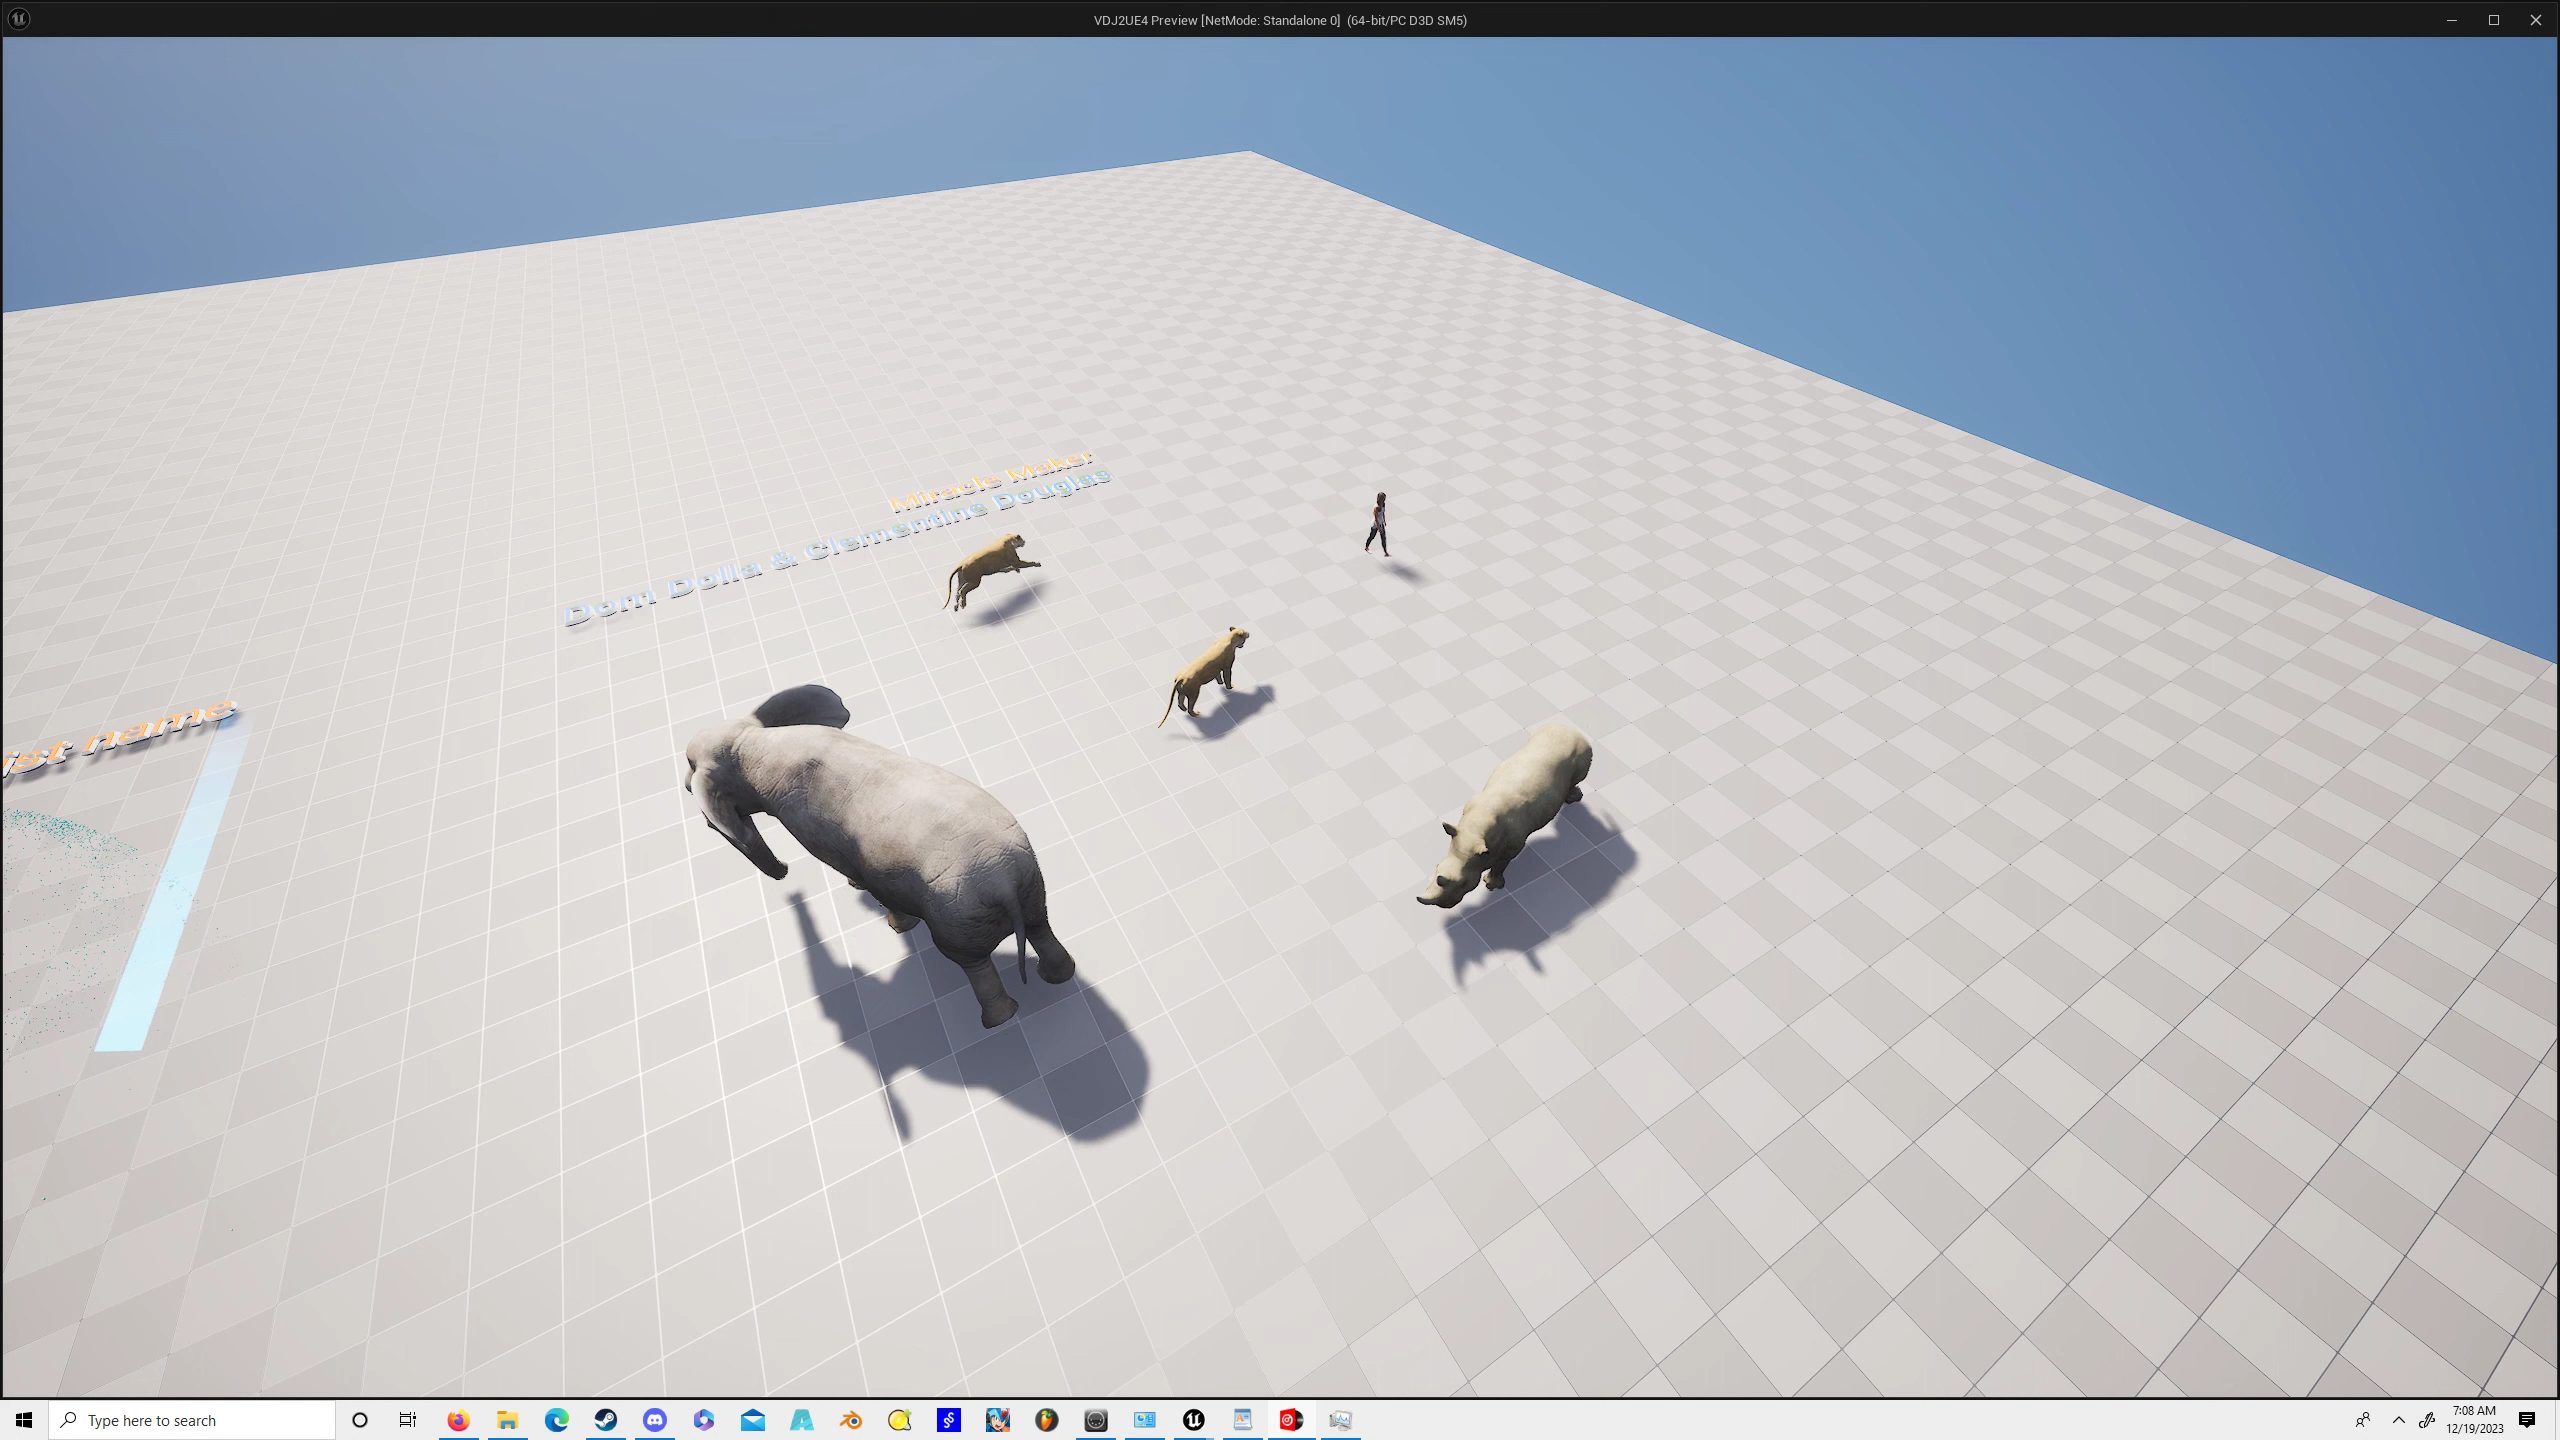 VDJ2UE4 Preview [NetMode: Standalone 0] (64-bit/PC D3D SM5)
Miracle Maker
Dom Dolla & Clementine Douglas
ist name
Type here to search
7:08 AM
12/19/2023